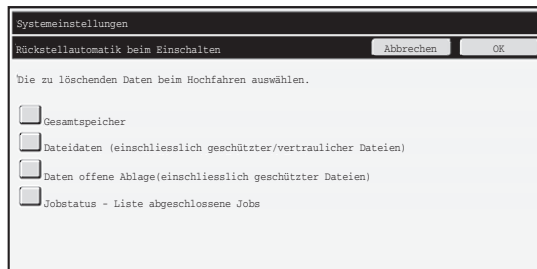 Systemeinstellungen
Rückstellautomatik beim Einschalten Abbrechen OK
Die zu löschenden Daten beim Hochfahren auswählen.
Gesamtspeicher
Dateidaten (einschliesslich geschützter/vertraulicher Dateien)
Daten offene Ablage(einschliesslich geschützter Dateien)
Jobstatus - Liste abgeschlossene Jobs